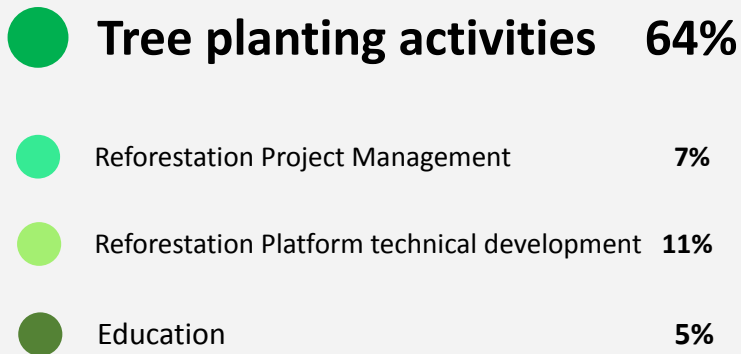 Tree planting activities 64%
Reforestation Project Management 7%
Reforestation Platform technical development 11%
Education 5%